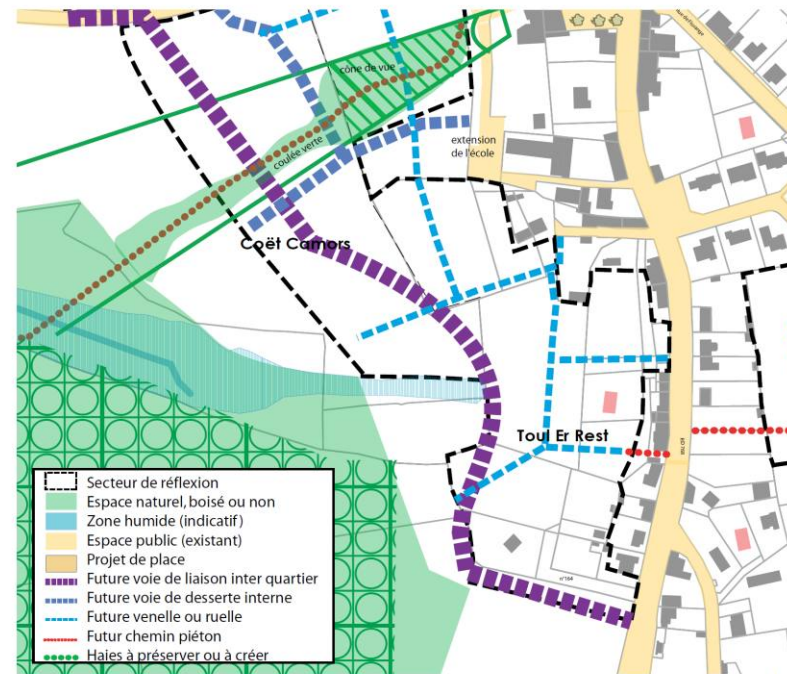 cône de vue
coulée verte
extension
de l'école
Coët Camors
Toul Er Rest
n°164
Secteur de réflexion
Espace naturel, boisé ou non
Zone humide (indicatif)
Espace public (existant)
Projet de place
Future voie de liaison inter quartier
Future voie de desserte interne
Future venelle ou ruelle
Futur chemin piéton
Haies à préserver ou à créer